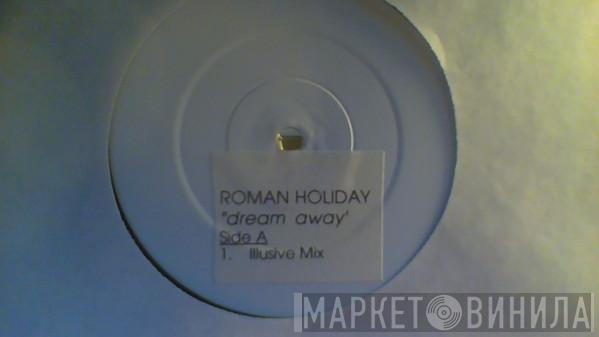 ROMAN HOLIDAY
"dream away'
Side A
1. Illusive Mix
МАРКЕТ ВИНИЛА